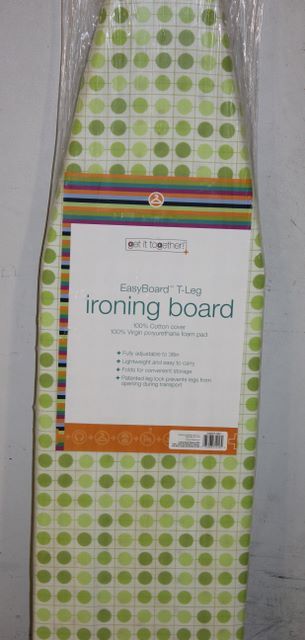 get it together!
EasyBoard™ T-Leg
ironing board
100% Cotton cover
100% Virgin polyurethane foam pad
Fully adjustable to 36in
Lightweight and easy to carry
Folds for convenient storage
Patented leg lock prevents legs from
opening during transport